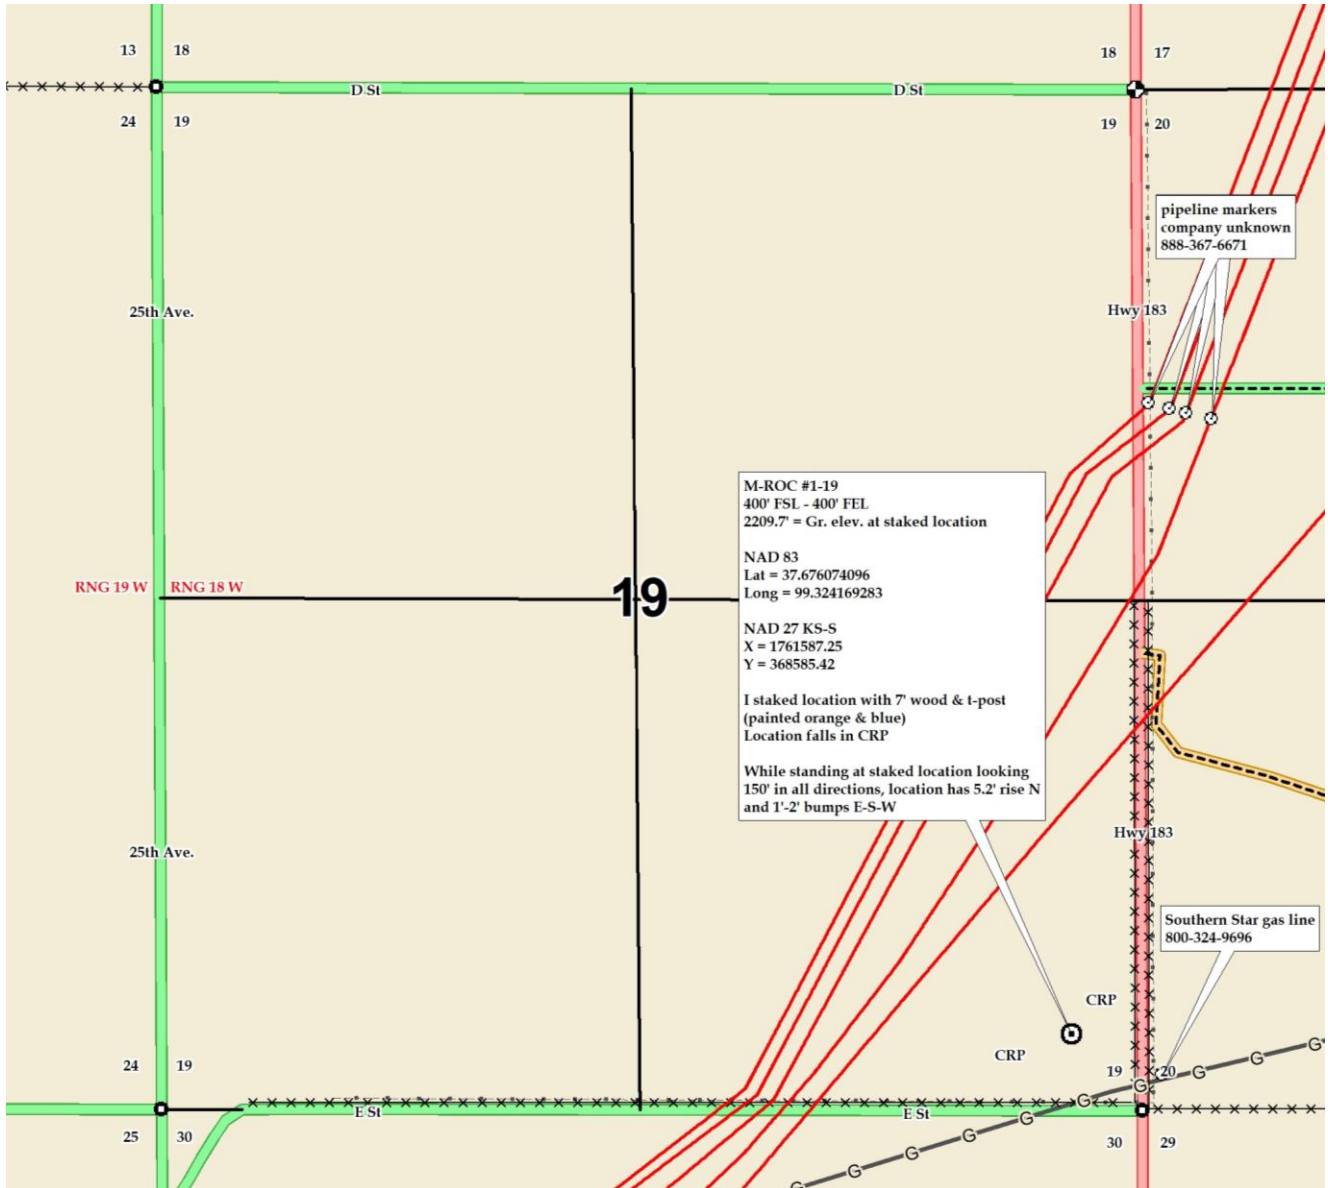 13 18
18 17
D St
D St
24 19
19 20
pipeline markers
company unknown
888-367-6671
25th Ave.
Hwy 183
M-ROC #1-19
400' FSL - 400' FEL
2209.7' = Gr. elev. at staked location
NAD 83
Lat = 37.676074096
Long = 99.324169283
NAD 27 KS-S
X = 1761587.25
Y = 368585.42
I staked location with 7' wood & t-post
(painted orange & blue)
Location falls in CRP
While standing at staked location looking
150' in all directions, location has 5.2' rise N
and 1'-2' bumps E-S-W
RNG 19 W RNG 18 W
19
25th Ave.
Hwy 183
Southern Star gas line
800-324-9696
CRP
CRP
24 19
19 20
G G G G G G G G G G
E St
E St
25 30
30 29